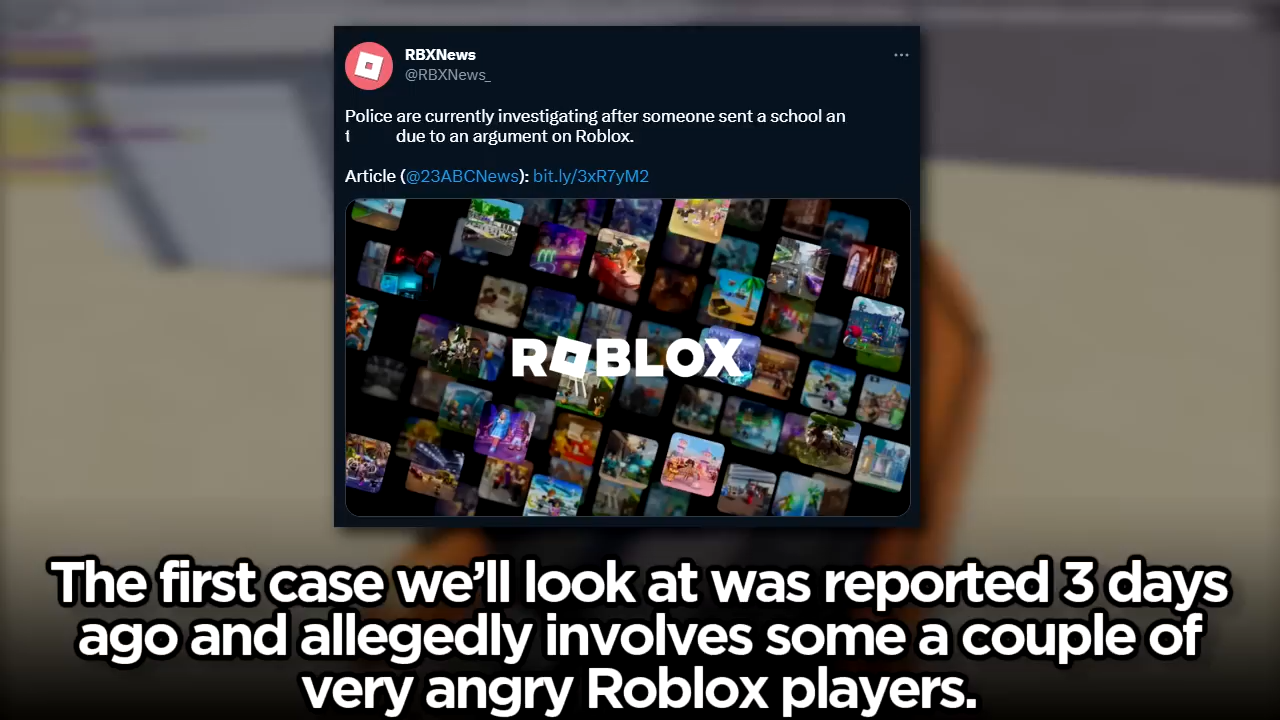 RBXNews
@RBXNews_
Police are currently investigating after someone sent a school an
due to an argument on Roblox.
Article (@23ABCNews): bit.ly/3xR7yM2
ROBLOX
The first case we'll look at was reported 3 days
ago and allegedly involves some a couple of
very angry Roblox players.